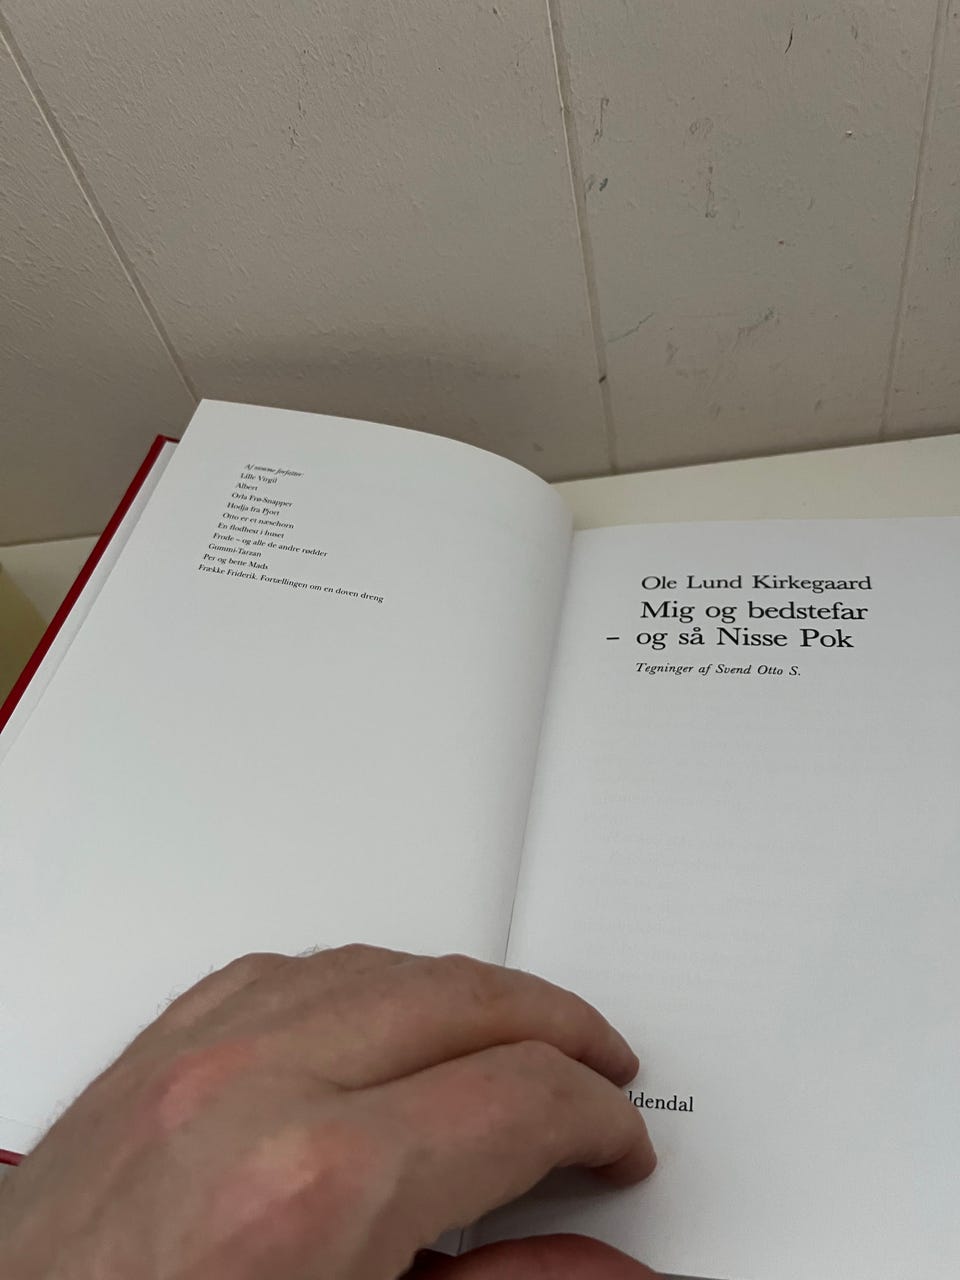 Af samme forfatter:
Lille Virgil
Albert
Orla Frø-Snapper
Hodja fra Pjort
Otto er et næsehorn
En flodhest i huset
Frode – og alle de andre rødder
Gummi-Tarzan
Per og bette Mads
Frække Friderik. Fortællingen om en doven dreng
Ole Lund Kirkegaard
Mig og bedstefar
– og så Nisse Pok
Tegninger af Svend Otto S.
ldendal